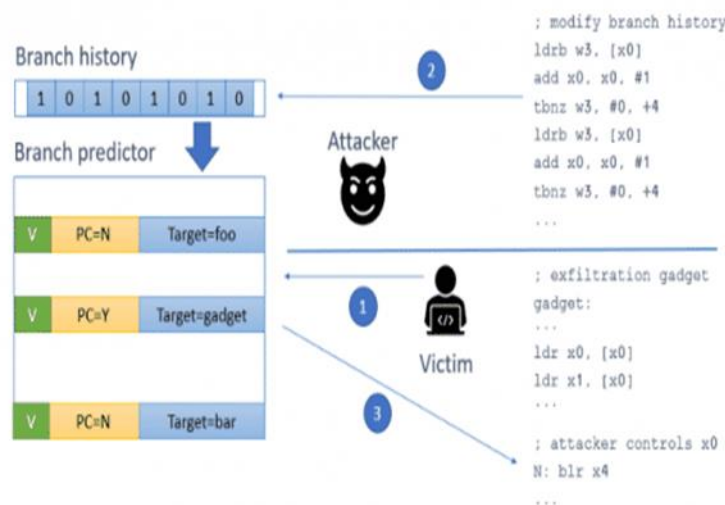 Branch history
1 0 1 0 1 0 1 0
Branch predictor
V PC=N Target=foo
V PC=Y Target=gadget
V PC=N Target=bar
2
Attacker
1
</>
Victim
3
; modify branch history
ldrb w3, [x0]
add x0, x0, #1
tbnz w3, #0, +4
ldrb w3, [x0]
add x0, x0, #1
tbnz w3, #0, +4
...
; exfiltration gadget
gadget:
...
ldr x0, [x0]
ldr x1, [x0]
...
; attacker controls x0
N: blr x4
...